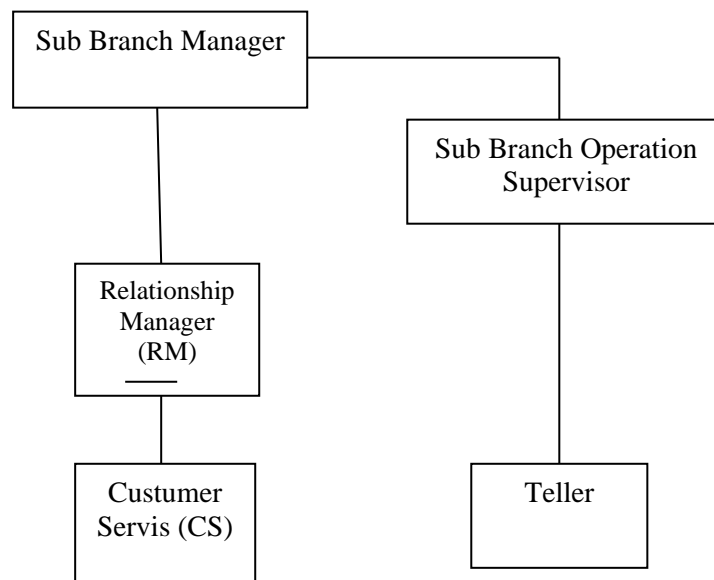 Sub Branch Manager
Sub Branch Operation
Supervisor
Relationship
Manager
(RM)
Custumer
Servis (CS)
Teller